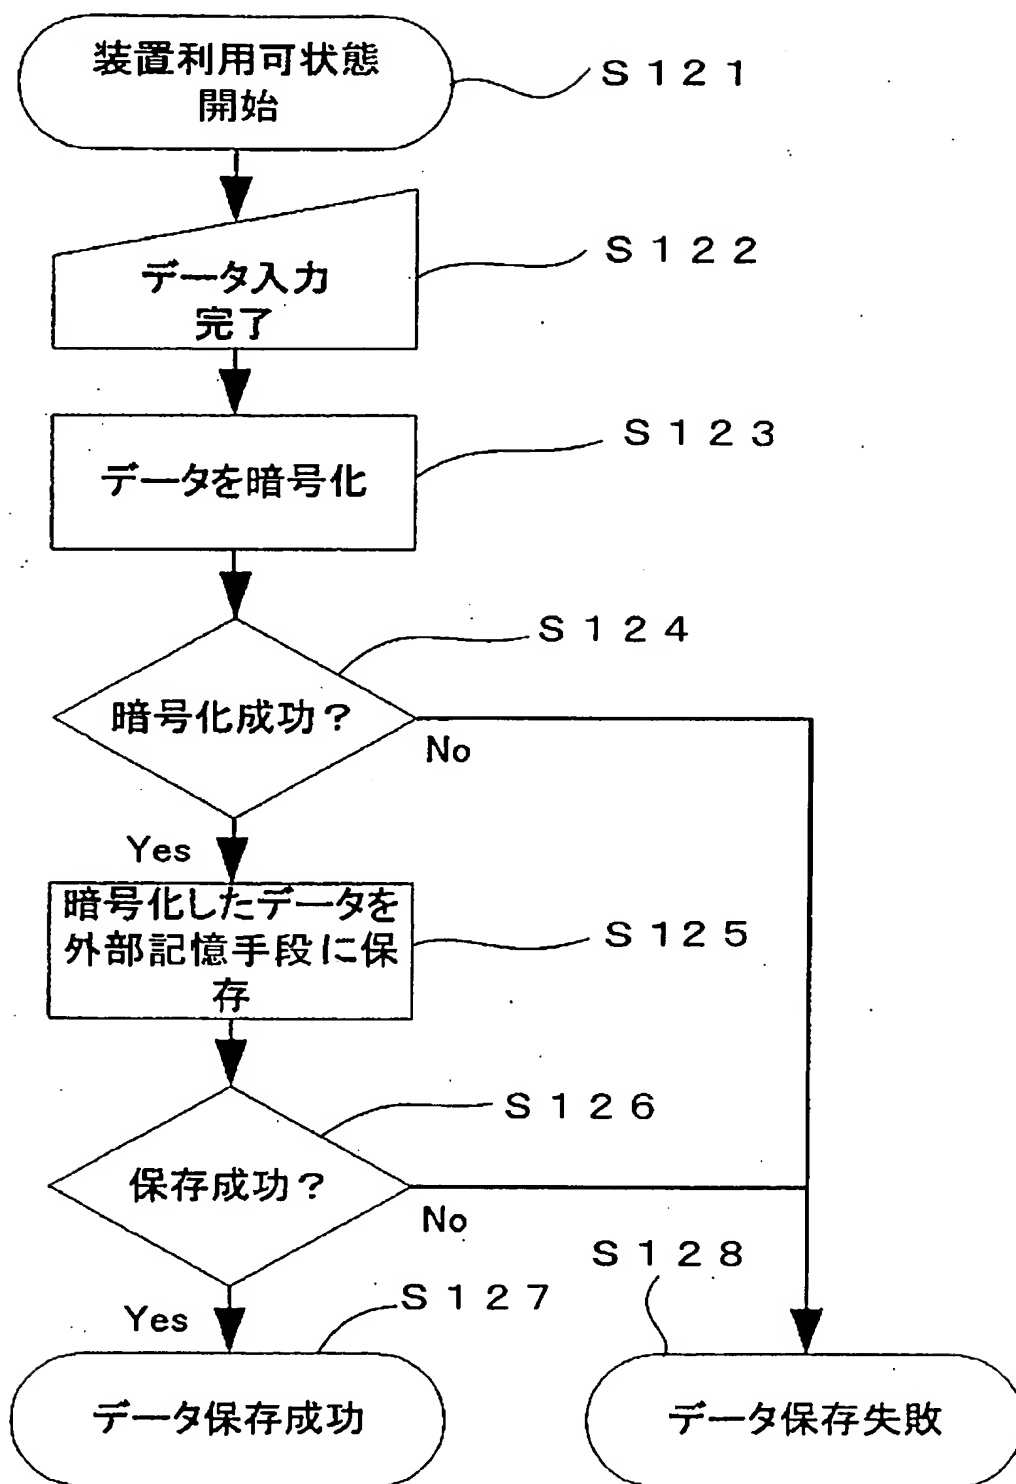 装置利用可状態
開始
S121
データ入力
完了
S122
データを暗号化
S123
暗号化成功?
S124
No
Yes
暗号化したデータを
外部記憶手段に保
存
S125
保存成功?
S126
No
Yes
S127
S128
データ保存成功
データ保存失敗